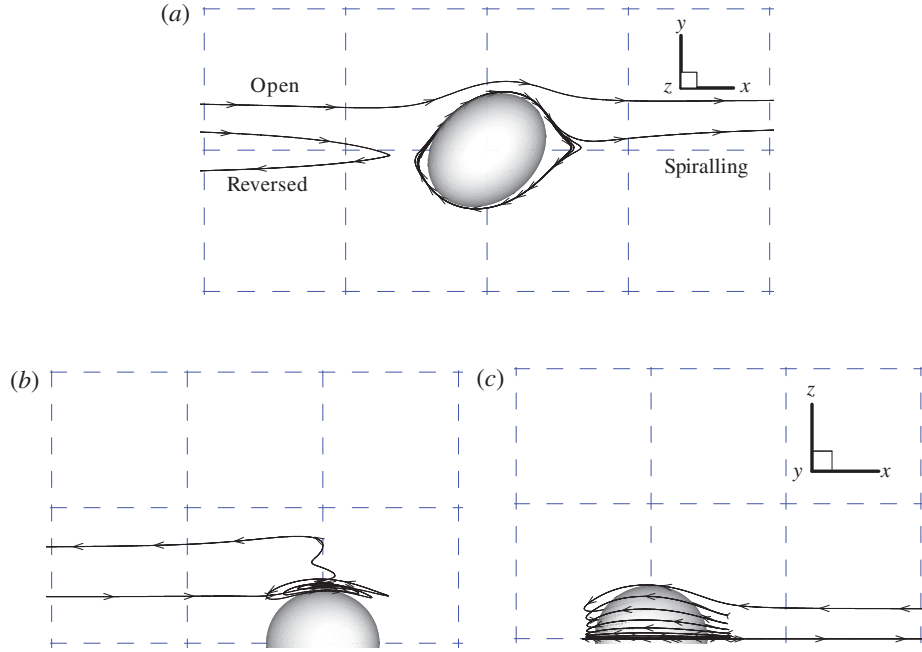 (a)
y
z
x
Open
Reversed
Spiralling
(b)
(c)
z
y
x